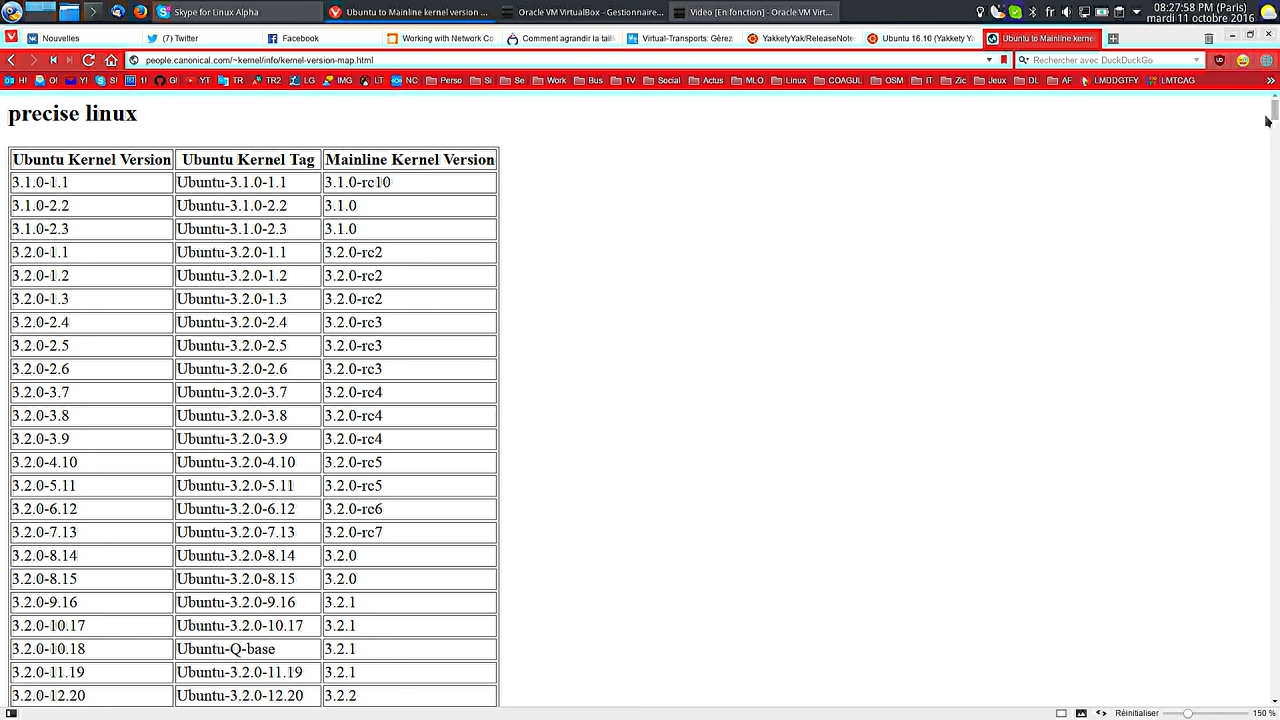 Skype for Linux Alpha
Ubuntu to Mainline kernel version ...
Oracle VM VirtualBox - Gestionnaire...
Video [En fonction] - Oracle VM Virt...
fr
08:27:58 PM (Paris)
mardi 11 octobre 2016
Nouvelles
(7) Twitter
Facebook
Working with Network Co
Comment agrandir la taill
Virtual-Transports: Gérez
YakketyYak/ReleaseNote
Ubuntu 16.10 (Yakkety Y
Ubuntu to Mainline kerne
people.canonical.com/~kernel/info/kernel-version-map.html
Rechercher avec DuckDuckGo
H! O! Y! S! 1! G! YT TR TR2 LG IMG LT NC Perso Si Se Work Bus TV Social Actus MLO Linux COAGUL OSM IT Zic Jeux DL AF LMDDGTFY LMTCAG
precise linux
Ubuntu Kernel Version Ubuntu Kernel Tag Mainline Kernel Version
3.1.0-1.1 Ubuntu-3.1.0-1.1 3.1.0-rc10
3.1.0-2.2 Ubuntu-3.1.0-2.2 3.1.0
3.1.0-2.3 Ubuntu-3.1.0-2.3 3.1.0
3.2.0-1.1 Ubuntu-3.2.0-1.1 3.2.0-rc2
3.2.0-1.2 Ubuntu-3.2.0-1.2 3.2.0-rc2
3.2.0-1.3 Ubuntu-3.2.0-1.3 3.2.0-rc2
3.2.0-2.4 Ubuntu-3.2.0-2.4 3.2.0-rc3
3.2.0-2.5 Ubuntu-3.2.0-2.5 3.2.0-rc3
3.2.0-2.6 Ubuntu-3.2.0-2.6 3.2.0-rc3
3.2.0-3.7 Ubuntu-3.2.0-3.7 3.2.0-rc4
3.2.0-3.8 Ubuntu-3.2.0-3.8 3.2.0-rc4
3.2.0-3.9 Ubuntu-3.2.0-3.9 3.2.0-rc4
3.2.0-4.10 Ubuntu-3.2.0-4.10 3.2.0-rc5
3.2.0-5.11 Ubuntu-3.2.0-5.11 3.2.0-rc5
3.2.0-6.12 Ubuntu-3.2.0-6.12 3.2.0-rc6
3.2.0-7.13 Ubuntu-3.2.0-7.13 3.2.0-rc7
3.2.0-8.14 Ubuntu-3.2.0-8.14 3.2.0
3.2.0-8.15 Ubuntu-3.2.0-8.15 3.2.0
3.2.0-9.16 Ubuntu-3.2.0-9.16 3.2.1
3.2.0-10.17 Ubuntu-3.2.0-10.17 3.2.1
3.2.0-10.18 Ubuntu-Q-base 3.2.1
3.2.0-11.19 Ubuntu-3.2.0-11.19 3.2.1
3.2.0-12.20 Ubuntu-3.2.0-12.20 3.2.2
Réinitialiser 150 %